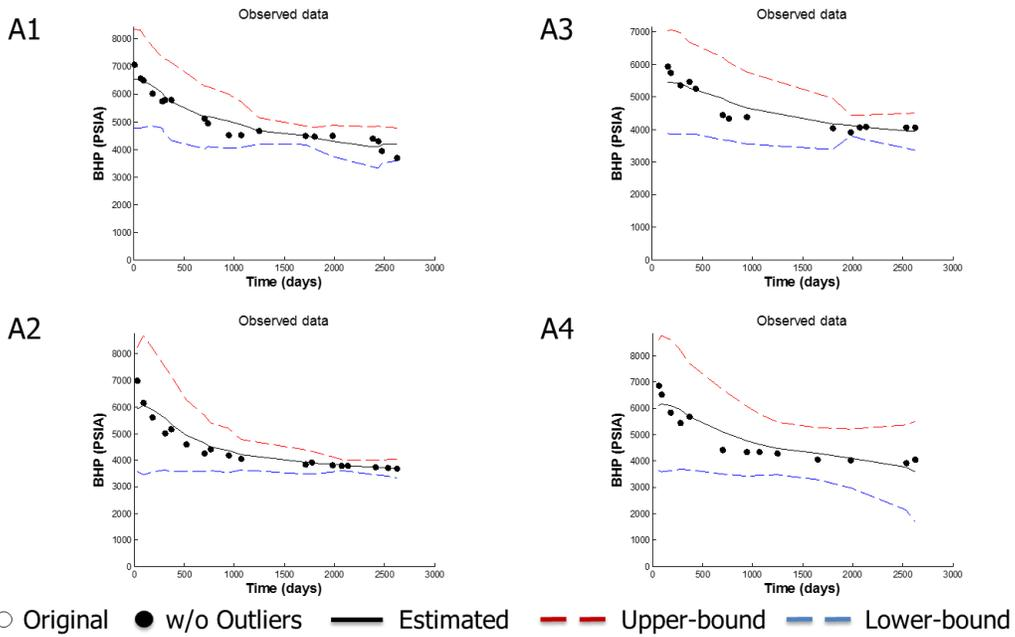 A1
Observed data
BHP (PSIA)
8000
7000
6000
5000
4000
3000
2000
1000
0
0 500 1000 1500 2000 2500 3000
Time (days)
A3
Observed data
BHP (PSIA)
7000
6000
5000
4000
3000
2000
1000
0
0 500 1000 1500 2000 2500 3000
Time (days)
A2
Observed data
BHP (PSIA)
8000
7000
6000
5000
4000
3000
2000
1000
0
0 500 1000 1500 2000 2500 3000
Time (days)
A4
Observed data
BHP (PSIA)
8000
7000
6000
5000
4000
3000
2000
1000
0
0 500 1000 1500 2000 2500 3000
Time (days)
Original w/o Outliers Estimated Upper-bound Lower-bound